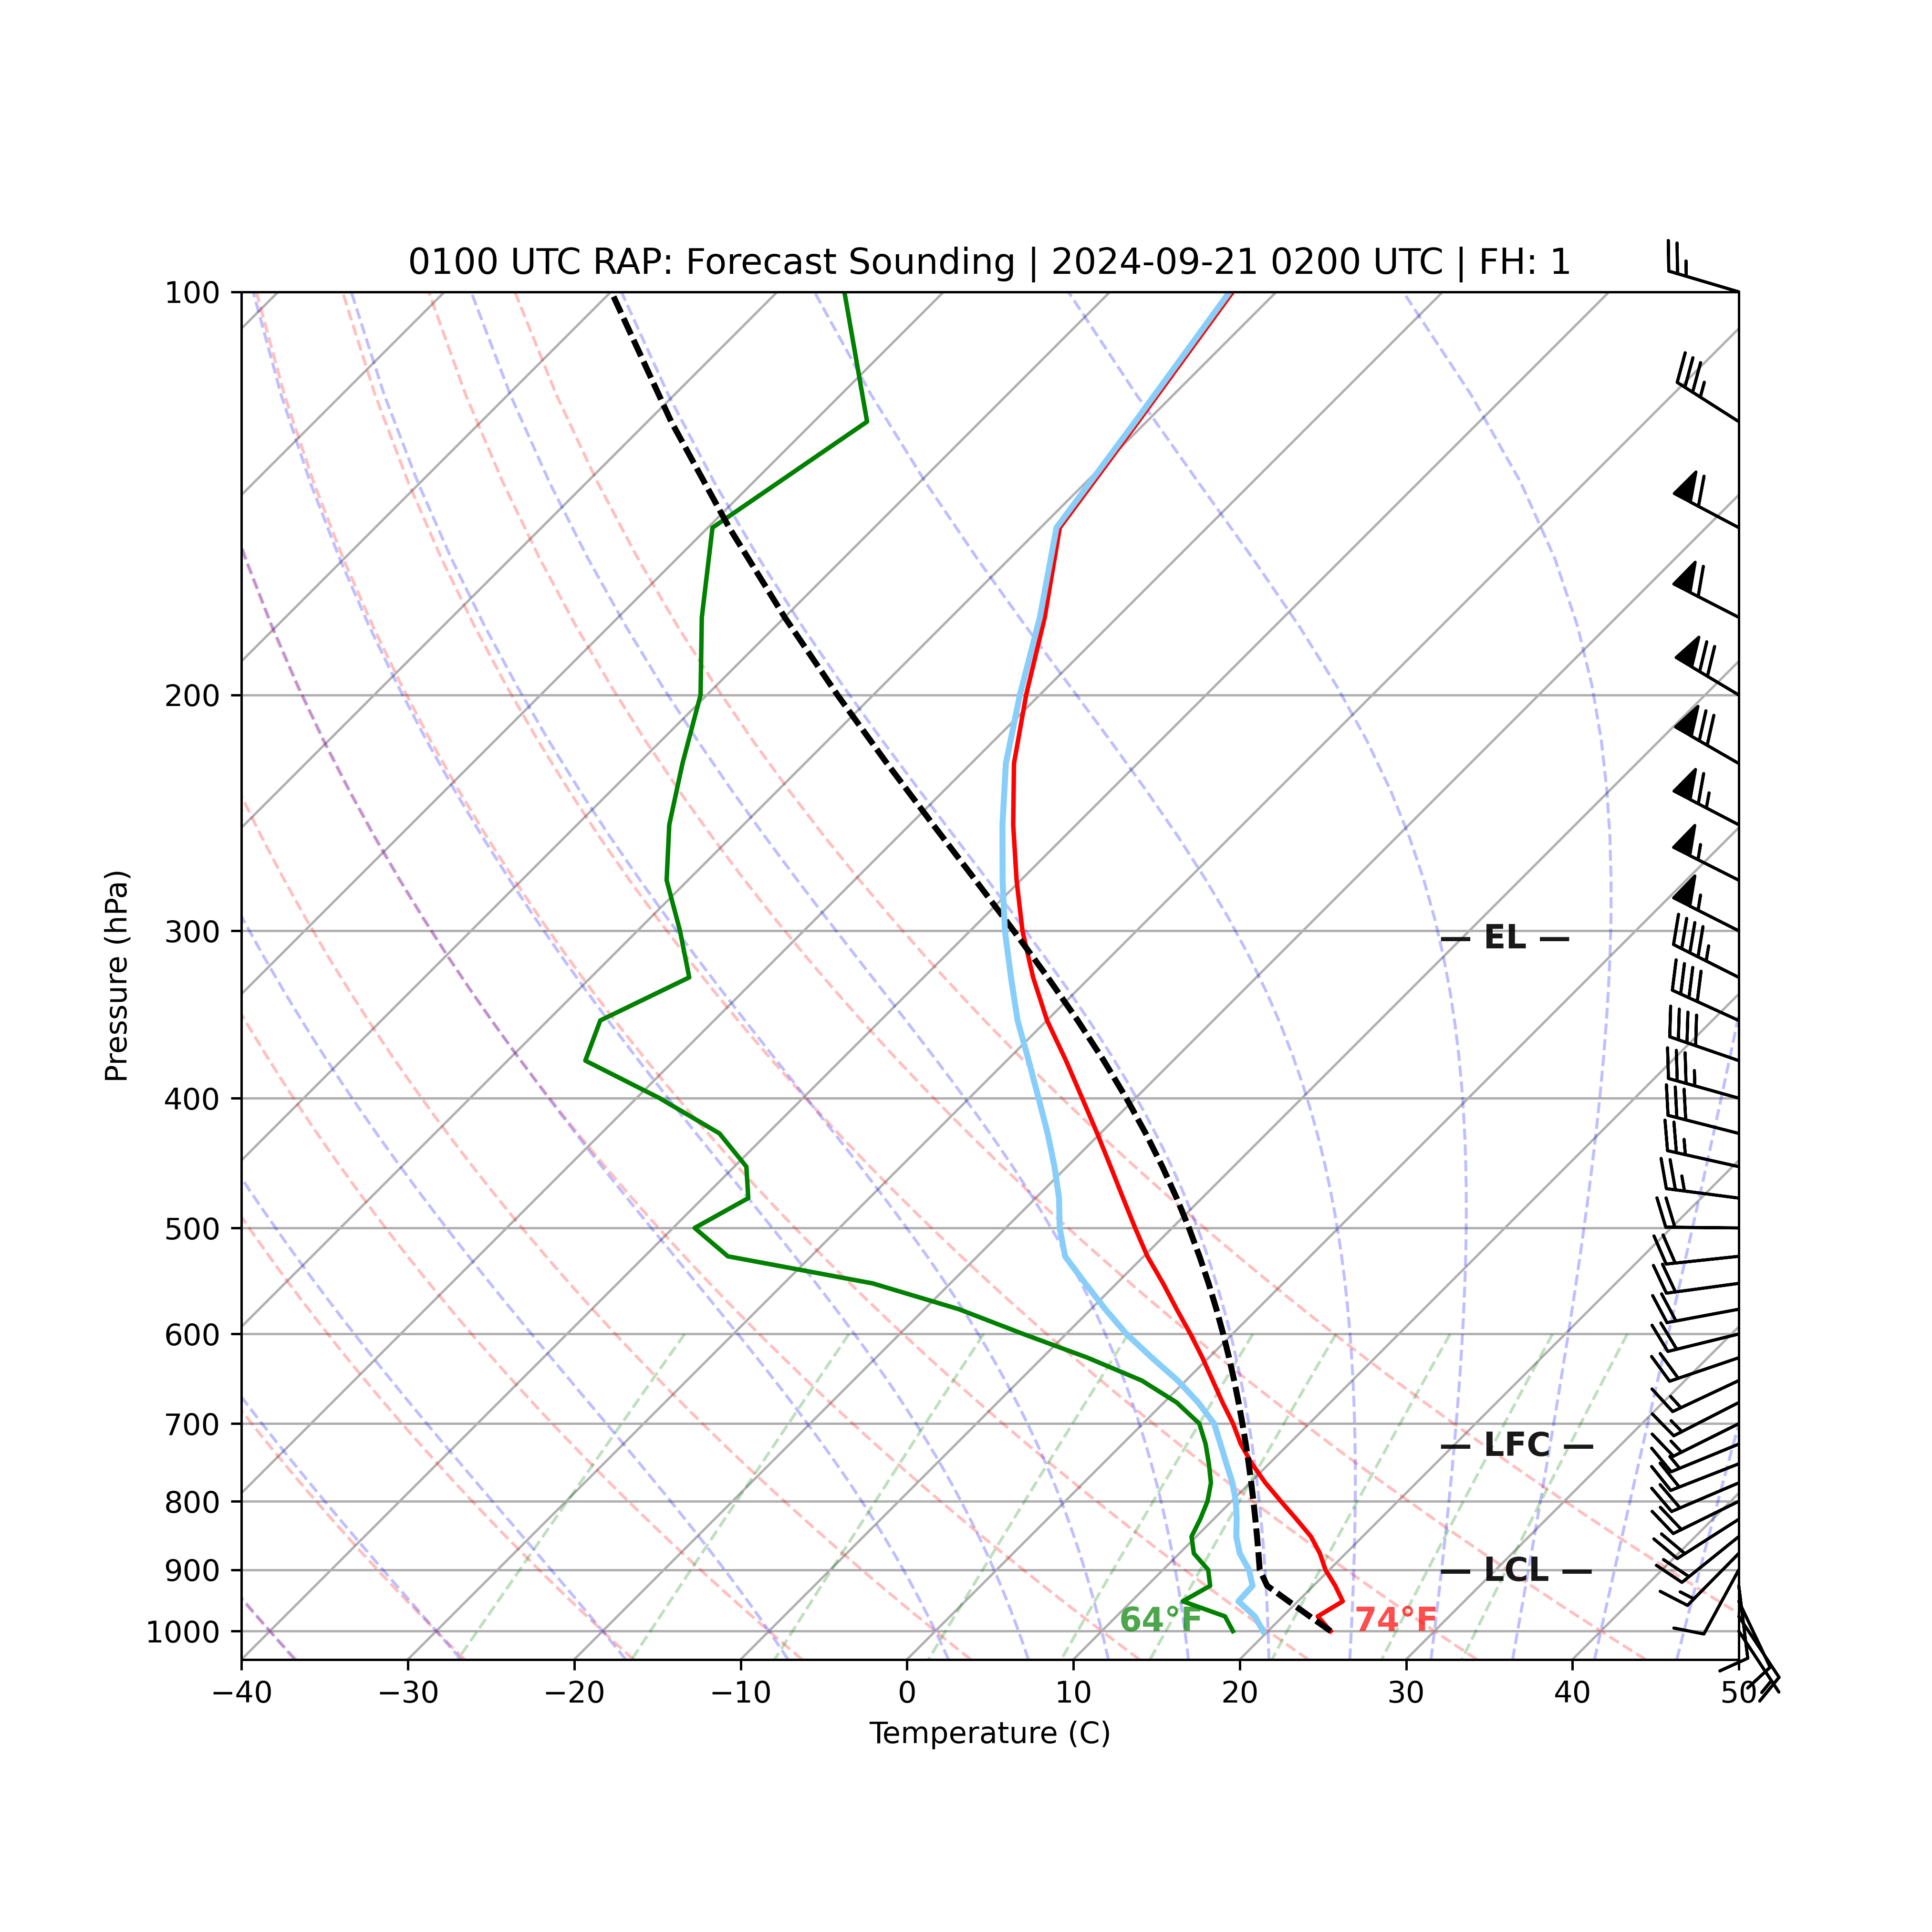 0100 UTC RAP: Forecast Sounding | 2024-09-21 0200 UTC | FH: 1
100
200
300
400
500
600
700
800
900
1000
Pressure (hPa)
— EL —
— LFC —
— LCL —
64°F
74°F
−40 −30 −20 −10 0 10 20 30 40 50
Temperature (C)